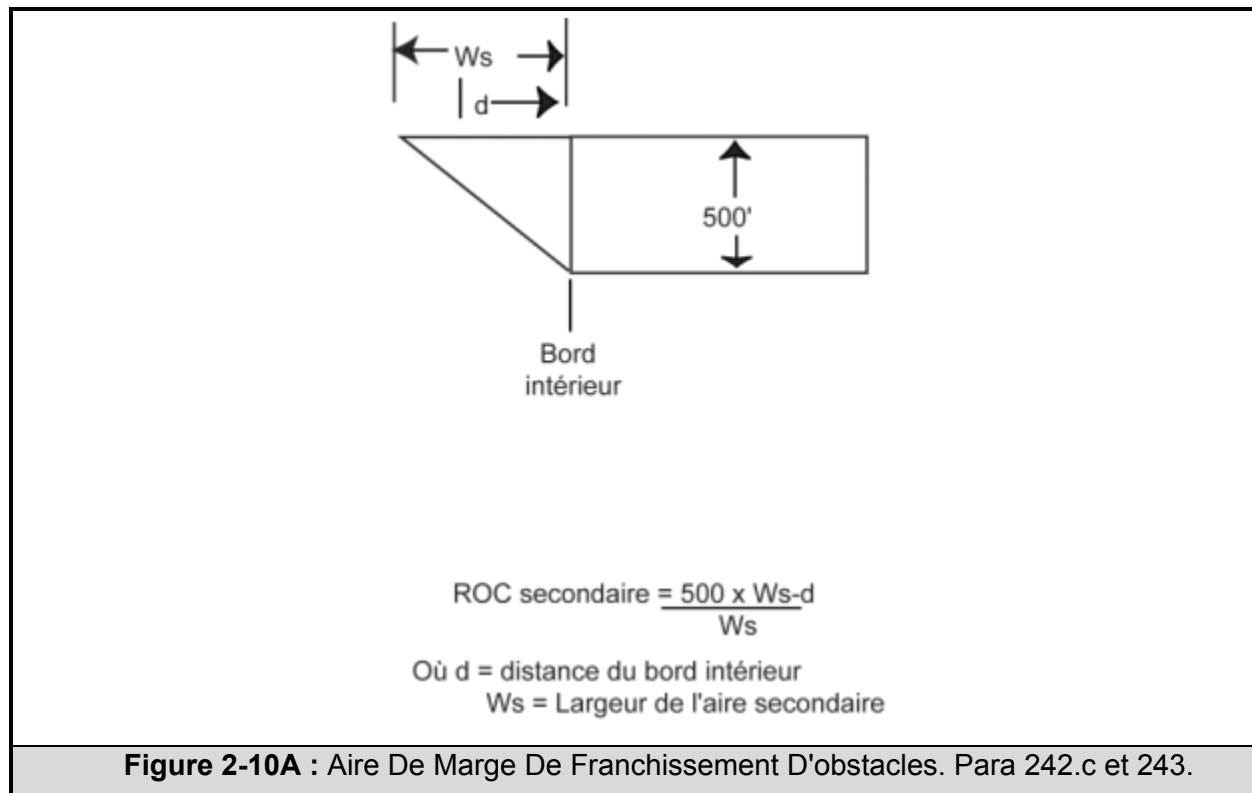 Ws
d
500'
Bord
intérieur
ROC secondaire = 500 x Ws-d
Ws
Où d = distance du bord intérieur
Ws = Largeur de l'aire secondaire
Figure 2-10A : Aire De Marge De Franchissement D'obstacles. Para 242.c et 243.